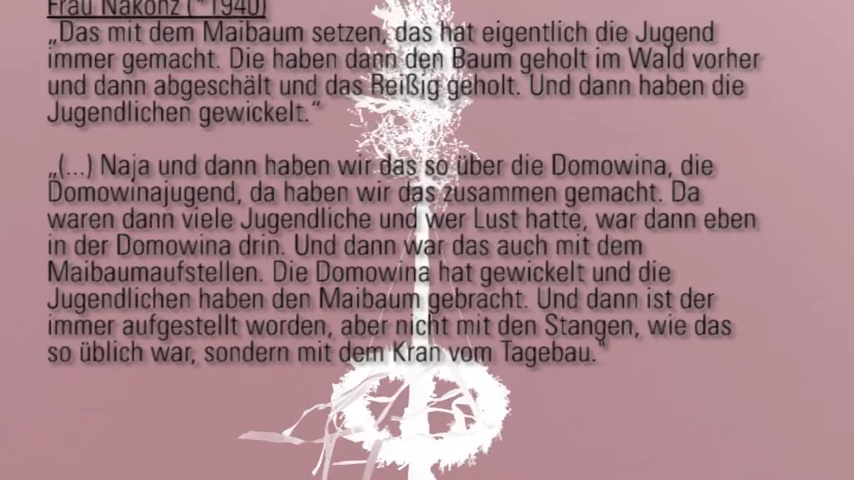 Frau Nakonz (*1940)
„Das mit dem Maibaum setzen, das hat eigentlich die Jugend
immer gemacht. Die haben dann den Baum geholt im Wald vorher
und dann abgeschält und das Reißig geholt. Und dann haben die
Jugendlichen gewickelt.“
„(...) Naja und dann haben wir das so über die Domowina, die
Domowinajugend, da haben wir das zusammen gemacht. Da
waren dann viele Jugendliche und wer Lust hatte, war dann eben
in der Domowina drin. Und dann war das auch mit dem
Maibaumaufstellen. Die Domowina hat gewickelt und die
Jugendlichen haben den Maibaum gebracht. Und dann ist der
immer aufgestellt worden, aber nicht mit den Stangen, wie das
so üblich war, sondern mit dem Kran vom Tagebau.“